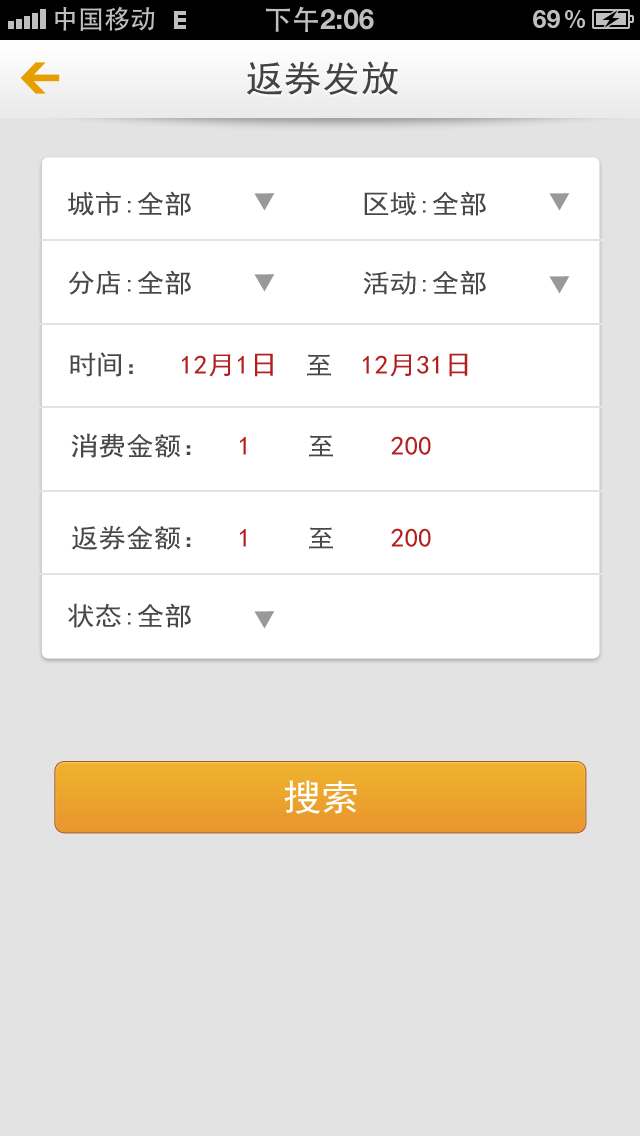 中国移动 E 下午2:06 69%
返券发放
城市:全部 区域:全部
分店:全部 活动:全部
时间: 12月1日 至 12月31日
消费金额: 1 至 200
返券金额: 1 至 200
状态:全部
搜索